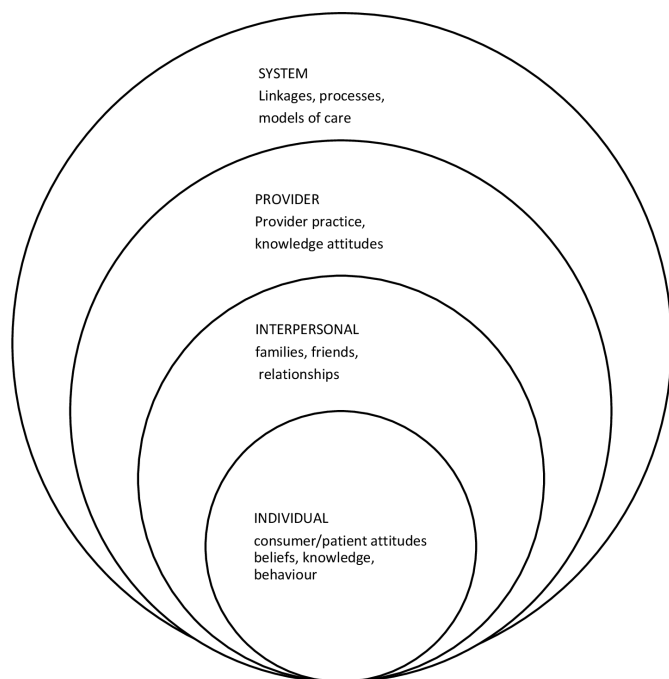 SYSTEM
Linkages, processes,
models of care
PROVIDER
Provider practice,
knowledge attitudes
INTERPERSONAL
families, friends,
relationships
INDIVIDUAL
consumer/patient attitudes
beliefs, knowledge,
behaviour